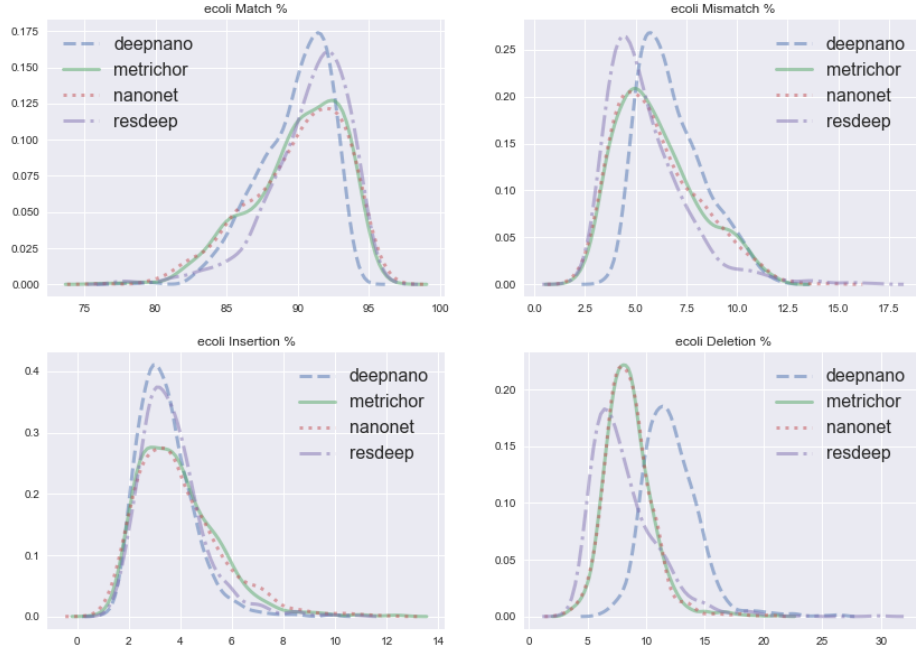 ecoli Match %
0.175
0.150
0.125
0.100
0.075
0.050
0.025
0.000
75 80 85 90 95 100
deepnano
metrichor
nanonet
resdeep
ecoli Mismatch %
0.25
0.20
0.15
0.10
0.05
0.00
0.0 2.5 5.0 7.5 10.0 12.5 15.0 17.5
deepnano
metrichor
nanonet
resdeep
ecoli Insertion %
0.4
0.3
0.2
0.1
0.0
0 2 4 6 8 10 12 14
deepnano
metrichor
nanonet
resdeep
ecoli Deletion %
0.20
0.15
0.10
0.05
0.00
0 5 10 15 20 25 30
deepnano
metrichor
nanonet
resdeep